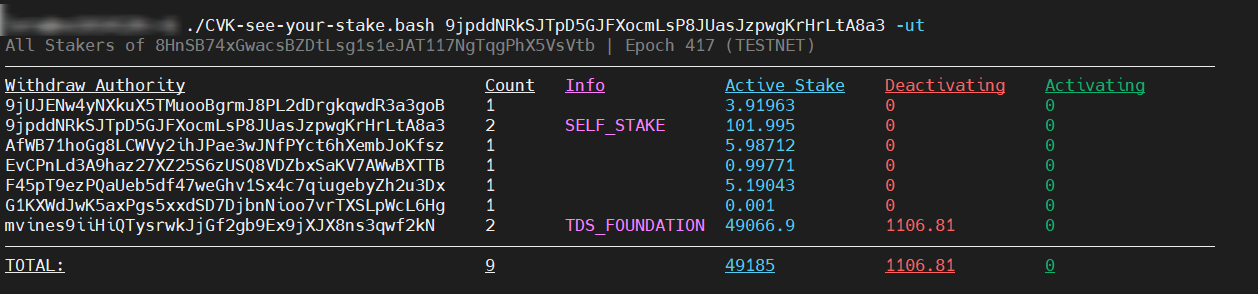 ./CVK-see-your-stake.bash 9jpddNRkSJTpD5GJFXocmLsP8JUasJzpwgKrHrLtA8a3 -ut
All Stakers of 8HnSB74xGwacsBZDtLsg1s1eJAT117NgTqgPhX5VsVtb | Epoch 417 (TESTNET)
Withdraw Authority Count Info Active Stake Deactivating Activating
9jUJENw4yNXkuX5TMuooBgrmJ8PL2dDrgkqwdR3a3goB 1 3.91963 0 0
9jpddNRkSJTpD5GJFXocmLsP8JUasJzpwgKrHrLtA8a3 2 SELF_STAKE 101.995 0 0
AfWB71hoGg8LCWVy2ihJPae3wJNfPYct6hXembJoKfsz 1 5.98712 0 0
EvCPnLd3A9haz27XZ25S6zUSQ8VDZbxSaKV7AWwBXTTB 1 0.99771 0 0
F45pT9ezPQaUeb5df47weGhv1Sx4c7qiugebyZh2u3Dx 1 5.19043 0 0
G1KXWdJwK5axPgs5xxdSD7DjbnNioo7vrTXSLpWcL6Hg 1 0.001 0 0
mvines9iiHiQTysrwkJjGf2gb9Ex9jXJX8ns3qwf2kN 2 TDS_FOUNDATION 49066.9 1106.81 0
TOTAL: 9 49185 1106.81 0